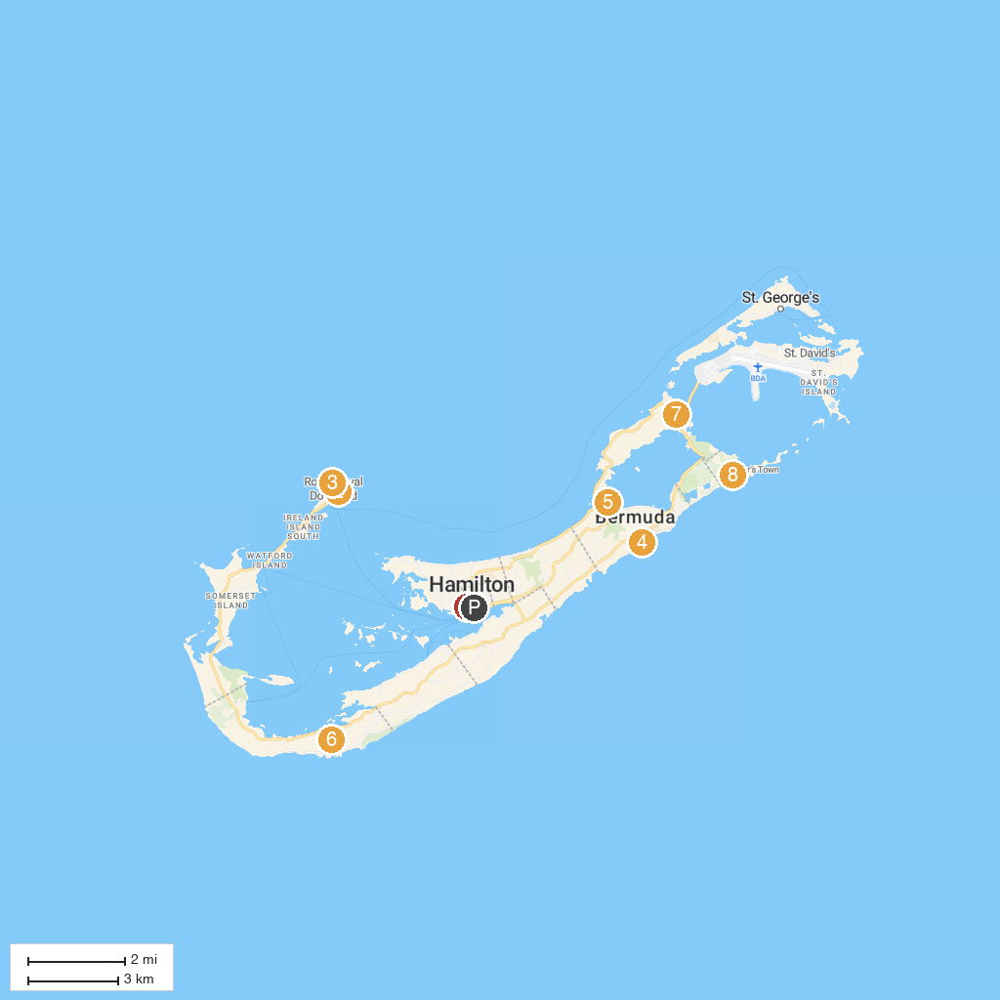 St. George's
St. David's
BDA
ST.
DAVID'S
ISLAND
7
8
Town
3
5
Bermuda
4
IRELAND
ISLAND
SOUTH
WATFORD
ISLAND
Hamilton
SOMERSET
ISLAND
P
6
2 mi
3 km